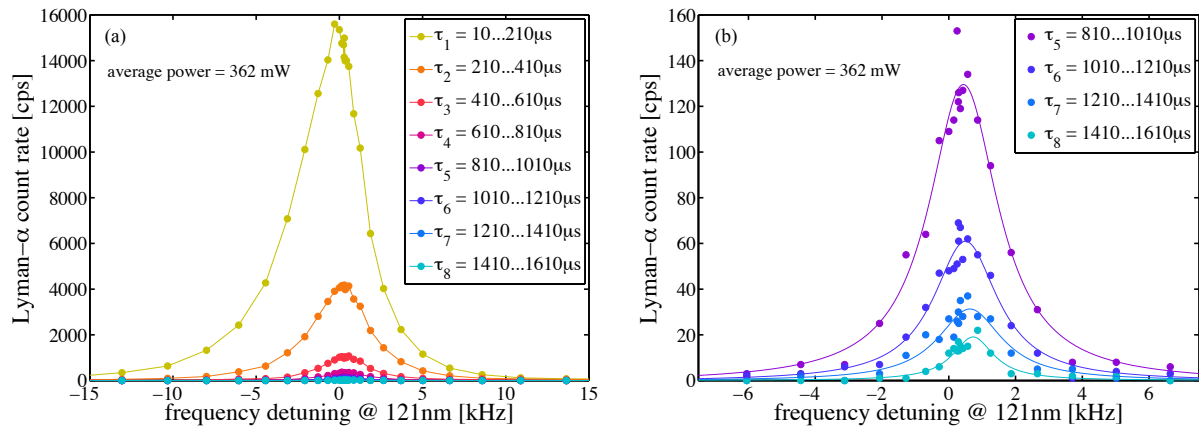 (a)
average power = 362 mW
τ1 = 10...210µs
τ2 = 210...410µs
τ3 = 410...610µs
τ4 = 610...810µs
τ5 = 810...1010µs
τ6 = 1010...1210µs
τ7 = 1210...1410µs
τ8 = 1410...1610µs
16000
14000
12000
10000
8000
6000
4000
2000
0
Lyman−α count rate [cps]
−15 −10 −5 0 5 10 15
frequency detuning @ 121nm [kHz]
(b)
average power = 362 mW
τ5 = 810...1010µs
τ6 = 1010...1210µs
τ7 = 1210...1410µs
τ8 = 1410...1610µs
160
140
120
100
80
60
40
20
0
Lyman−α count rate [cps]
−6 −4 −2 0 2 4 6
frequency detuning @ 121nm [kHz]